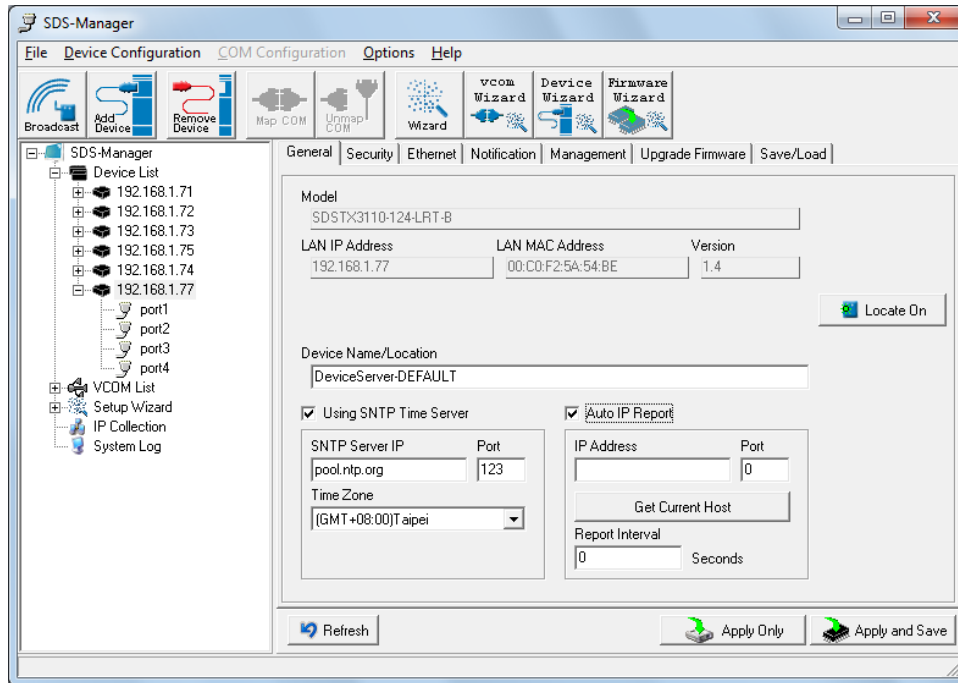 SDS-Manager
File Device Configuration COM Configuration Options Help
Broadcast Add Device Remove Device Map COM Unmap COM Wizard vcom Wizard Device Wizard Firmware Wizard
SDS-Manager
Device List
192.168.1.71
192.168.1.72
192.168.1.73
192.168.1.75
192.168.1.74
192.168.1.77
port1
port2
port3
port4
VCOM List
Setup Wizard
IP Collection
System Log
General Security Ethernet Notification Management Upgrade Firmware Save/Load
Model
SDSTX3110-124-LRT-B
LAN IP Address LAN MAC Address Version
192.168.1.77 00:C0:F2:5A:54:BE 1.4
Locate On
Device Name/Location
DeviceServer-DEFAULT
Using SNTP Time Server Auto IP Report
SNTP Server IP Port
pool.ntp.org 123
Time Zone
(GMT+08:00)Taipei
IP Address Port
0
Get Current Host
Report Interval
0 Seconds
Refresh Apply Only Apply and Save